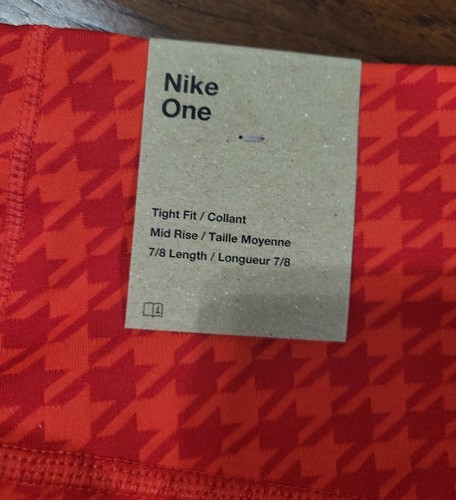 Nike
One
Tight Fit / Collant
Mid Rise / Taille Moyenne
7/8 Length / Longueur 7/8